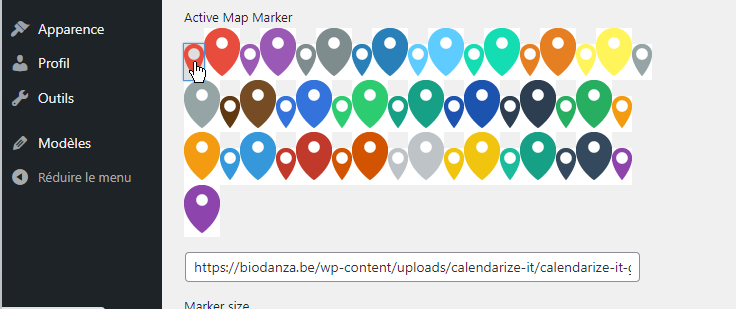 Apparence
Profil
Outils
Modèles
Réduire le menu
Active Map Marker
https://biodanza.be/wp-content/uploads/calendarize-it/calendarize-it-g
Marker size